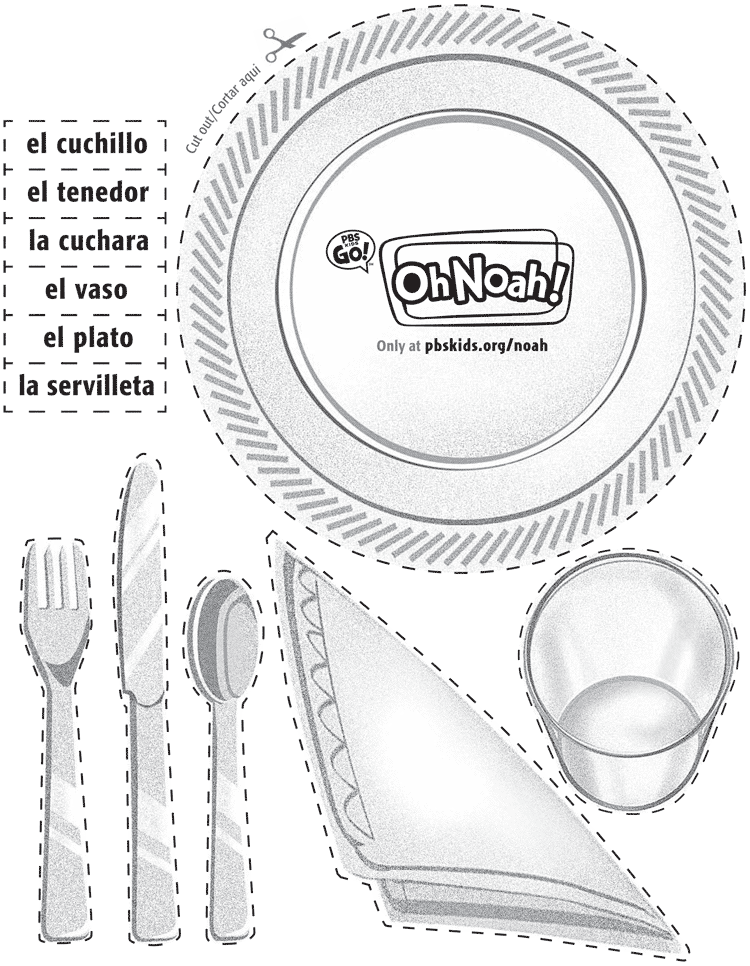 Cut out/Cortar aqui
el cuchillo
el tenedor
la cuchara
el vaso
el plato
la servilleta
PBS
KIDS
GO!
Oh Noah!
Only at pbskids.org/noah